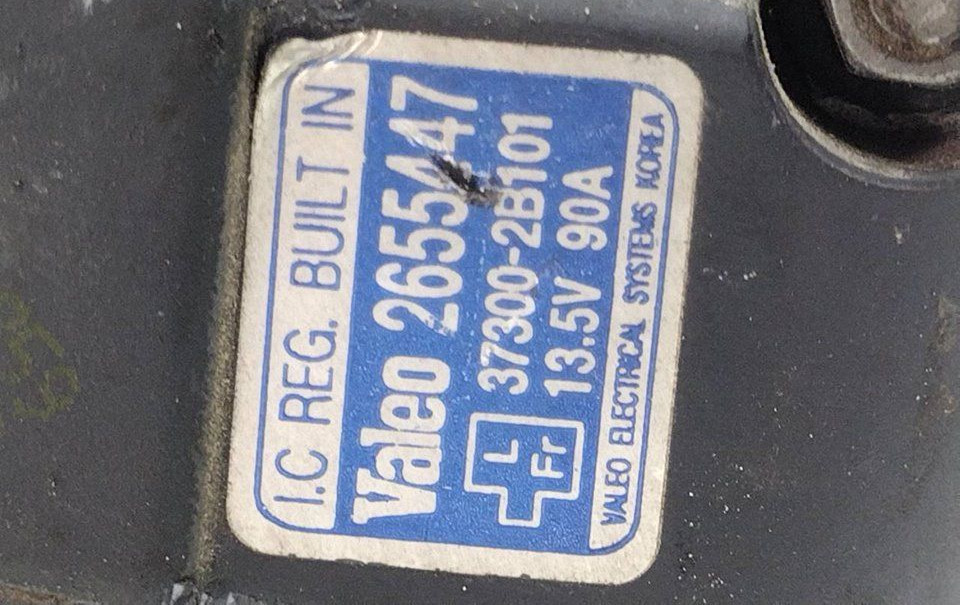 I.C REG. BUILT IN
Valeo 2655447
37300-2B101
13.5V 90A
L
Fr
VALEO ELECTRICAL SYSTEMS KOREA